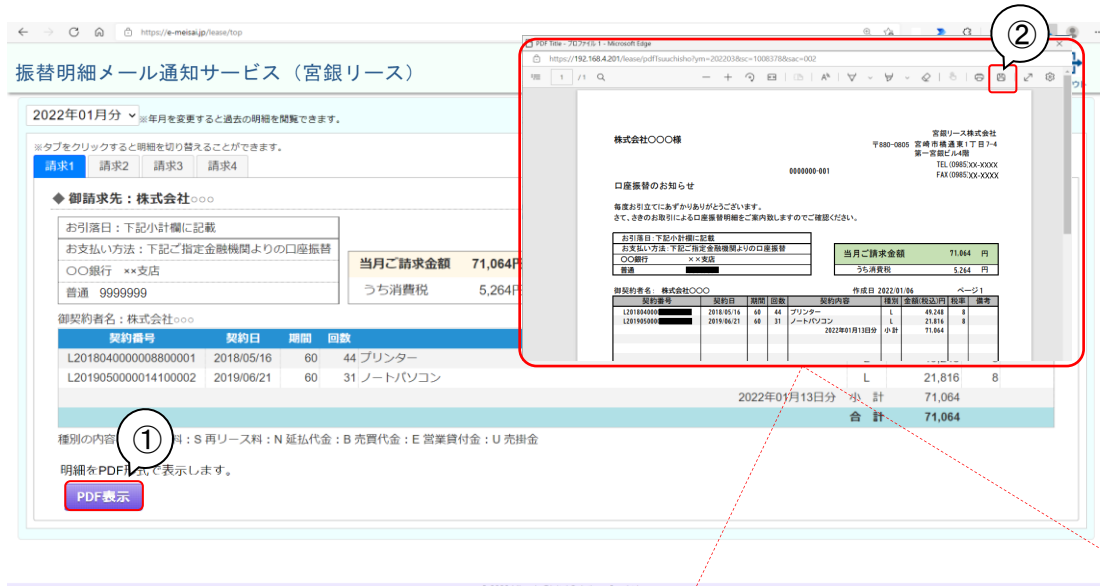 https://e-meisai.jp/lease/top
振替明細メール通知サービス（宮銀リース）
2022年01月分
※年月を変更すると過去の明細を閲覧できます。
※タブをクリックすると明細を切り替えることができます。
請求1 請求2 請求3 請求4
◆ 御請求先：株式会社○○○
お引落日：下記小計欄に記載
お支払い方法：下記ご指定金融機関よりの口座振替
〇〇銀行 ××支店
普通 9999999
当月ご請求金額 71,064円
うち消費税 5,264円
御契約者名：株式会社○○○
契約番号 契約日 期間 回数
L2018040000008800001 2018/05/16 60 44 プリンター
L2019050000014100002 2019/06/21 60 31 ノートパソコン L 21,816 8
2022年01月13日分 小 計 71,064
合 計 71,064
種別の内容 料：S 再リース料：N 延払代金：B 売買代金：E 営業貸付金：U 売掛金
①
明細をPDF形式で表示します。
PDF表示
②
PDF Title - プロファイル 1 - Microsoft Edge
https://192.168.4.201/lease/pdfTsuuchisho?ym=202203&sc=1008378&sac=002
1 /1
株式会社〇〇〇様
宮銀リース株式会社
〒880-0805 宮崎市橘通東1丁目7-4
第一宮銀ビル4階
TEL (0985)XX-XXXX
FAX (0985)XX-XXXX
0000000-001
口座振替のお知らせ
毎度お引立てにあずかりありがとうございます。
さて、さきのお取引による口座振替明細をご案内致しますのでご確認ください。
お引落日：下記小計欄に記載
お支払い方法：下記ご指定金融機関よりの口座振替
〇〇銀行 ××支店
普通
当月ご請求金額 71,064 円
うち消費税 5,264 円
御契約者名： 株式会社〇〇〇
作成日 2022/01/06 ページ1
契約番号 契約日 期間 回数 契約内容 種別 金額(税込)円 税率 備考
L201804000 2018/05/16 60 44 プリンター L 49,248 8
L201905000 2019/06/21 60 31 ノートパソコン L 21,816 8
2022年01月13日分 小計 71,064